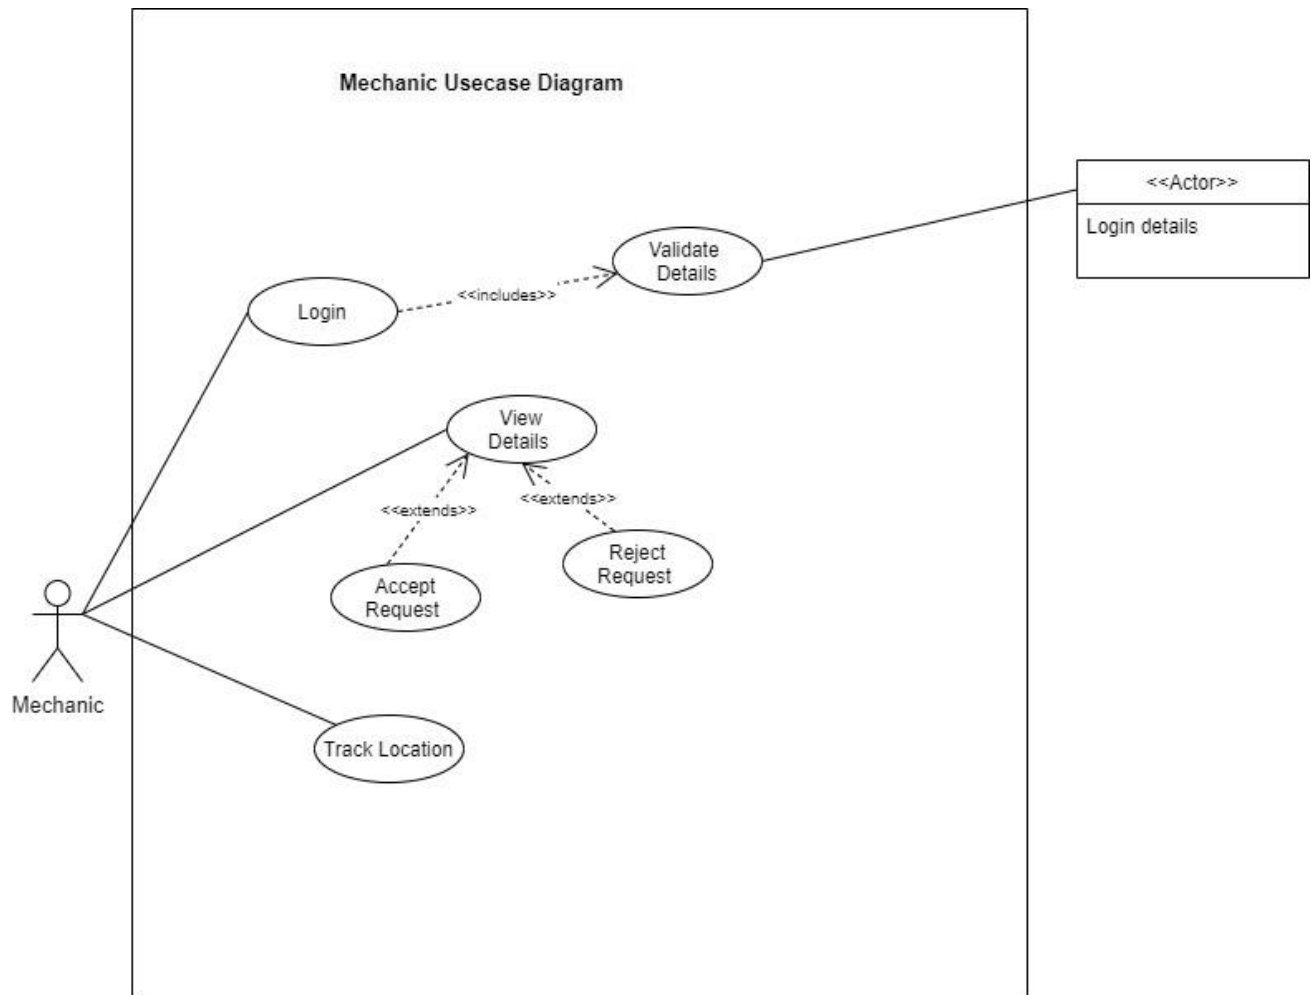 Mechanic Usecase Diagram
<<Actor>>
Login details
Validate
Details
<<includes>>
Login
View
Details
<<extends>>
<<extends>>
Reject
Request
Accept
Request
Mechanic
Track Location